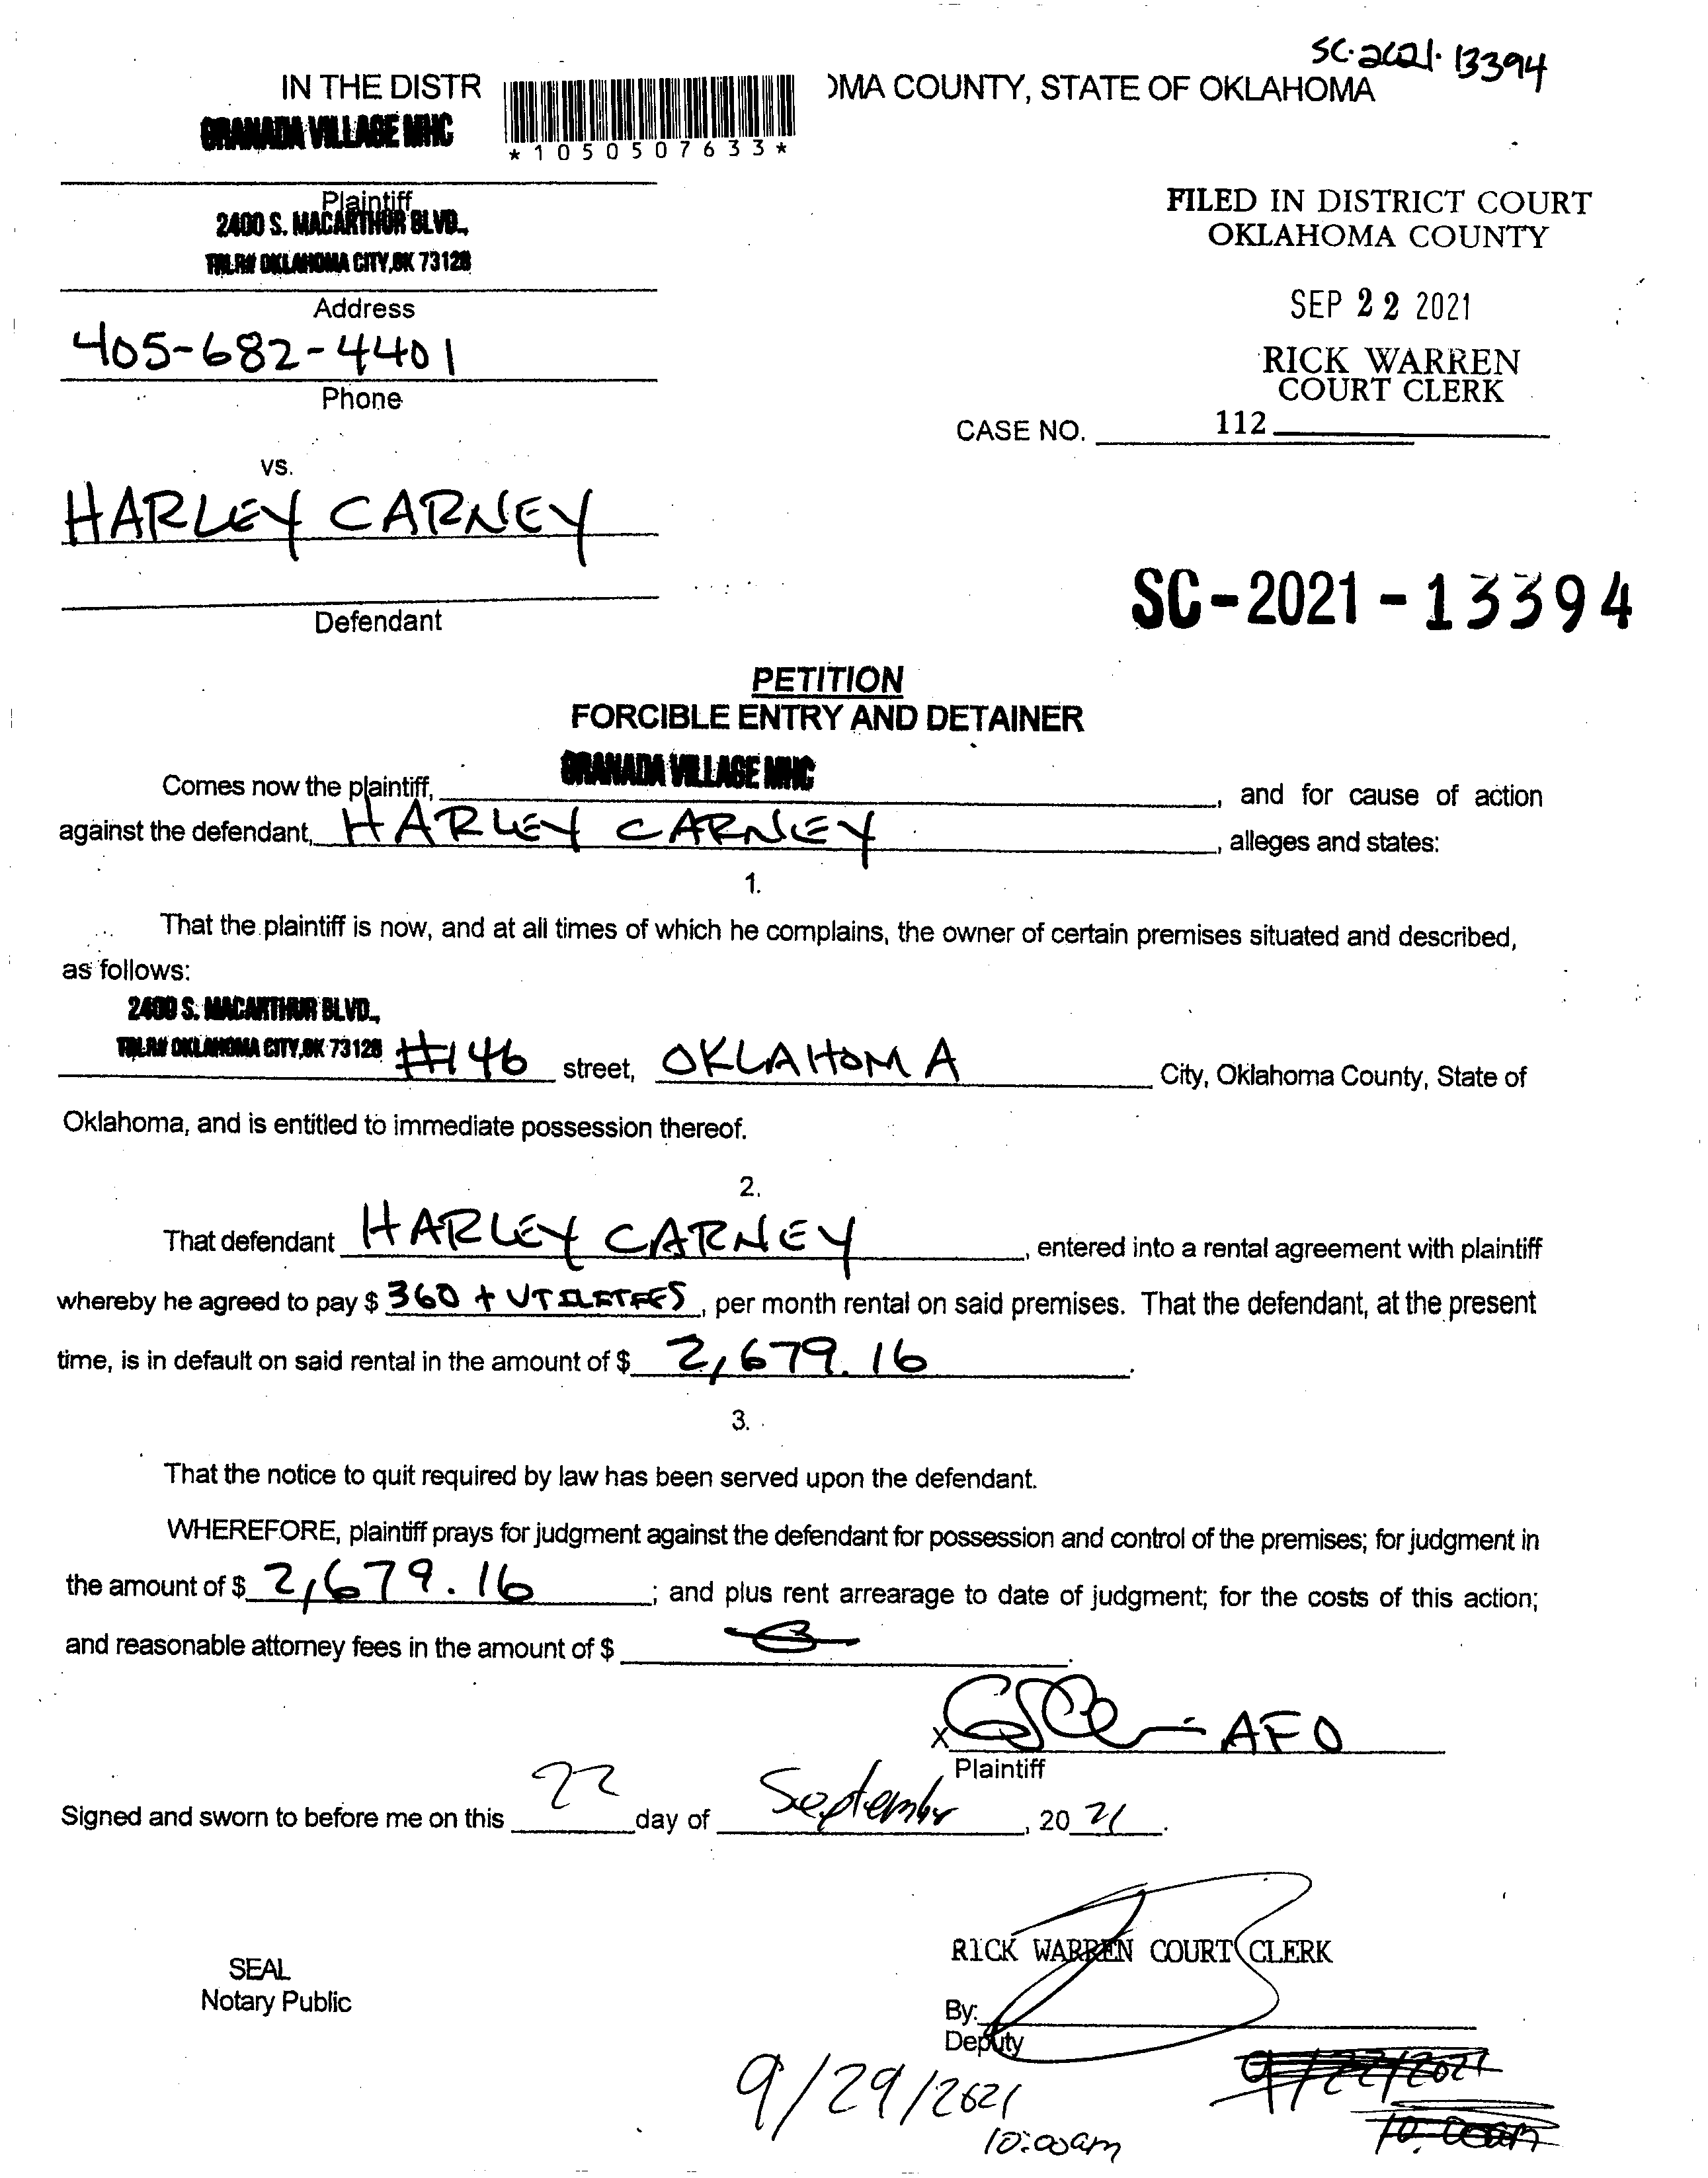 SC-2021-13394
IN THE DISTR
OMA COUNTY, STATE OF OKLAHOMA
GRANADA VILLAGE MHC
*1050507633*
Plaintiff
2400 S. MACARTHUR BLVD.,
TRLR# OKLAHOMA CITY, OK 73128
Address
405-682-4401
Phone
FILED IN DISTRICT COURT
OKLAHOMA COUNTY
SEP 22 2021
RICK WARREN
COURT CLERK
CASE NO. 112
vs.
HARLEY CARNEY
Defendant
SC-2021-13394
PETITION
FORCIBLE ENTRY AND DETAINER
Comes now the plaintiff, GRANADA VILLAGE MHC, and for cause of action
against the defendant, HARLEY CARNEY, alleges and states:
1.
That the plaintiff is now, and at all times of which he complains, the owner of certain premises situated and described,
as follows:
2400 S. MACARTHUR BLVD.,
TRLR# OKLAHOMA CITY, OK 73128 #146 street, OKLAHOMA City, Oklahoma County, State of
Oklahoma, and is entitled to immediate possession thereof.
2.
That defendant HARLEY CARNEY, entered into a rental agreement with plaintiff
whereby he agreed to pay $ 360 + UTILITIES, per month rental on said premises. That the defendant, at the present
time, is in default on said rental in the amount of $ 2,679.16.
3.
That the notice to quit required by law has been served upon the defendant.
WHEREFORE, plaintiff prays for judgment against the defendant for possession and control of the premises; for judgment in
the amount of $ 2,679.16; and plus rent arrearage to date of judgment; for the costs of this action;
and reasonable attorney fees in the amount of $
X AFO
Plaintiff
Signed and sworn to before me on this 22 day of September, 2021.
RICK WARREN COURT CLERK
SEAL
Notary Public
By:
Deputy
9/29/2021
10:00am
9/22/2021
10:00am